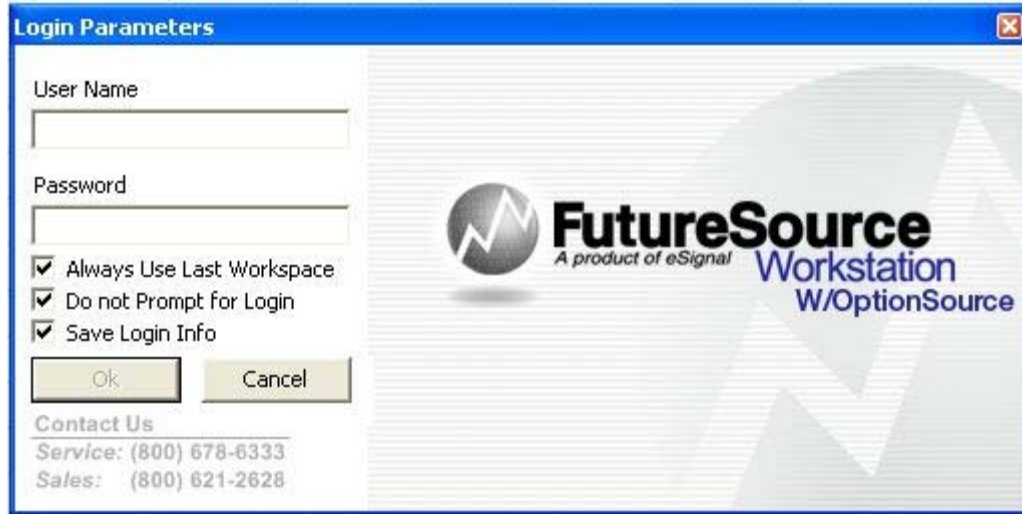 Login Parameters
User Name
Password
Always Use Last Workspace
Do not Prompt for Login
Save Login Info
Ok Cancel
Contact Us
Service: (800) 678-6333
Sales: (800) 621-2628
FutureSource
A product of eSignal
Workstation
W/OptionSource